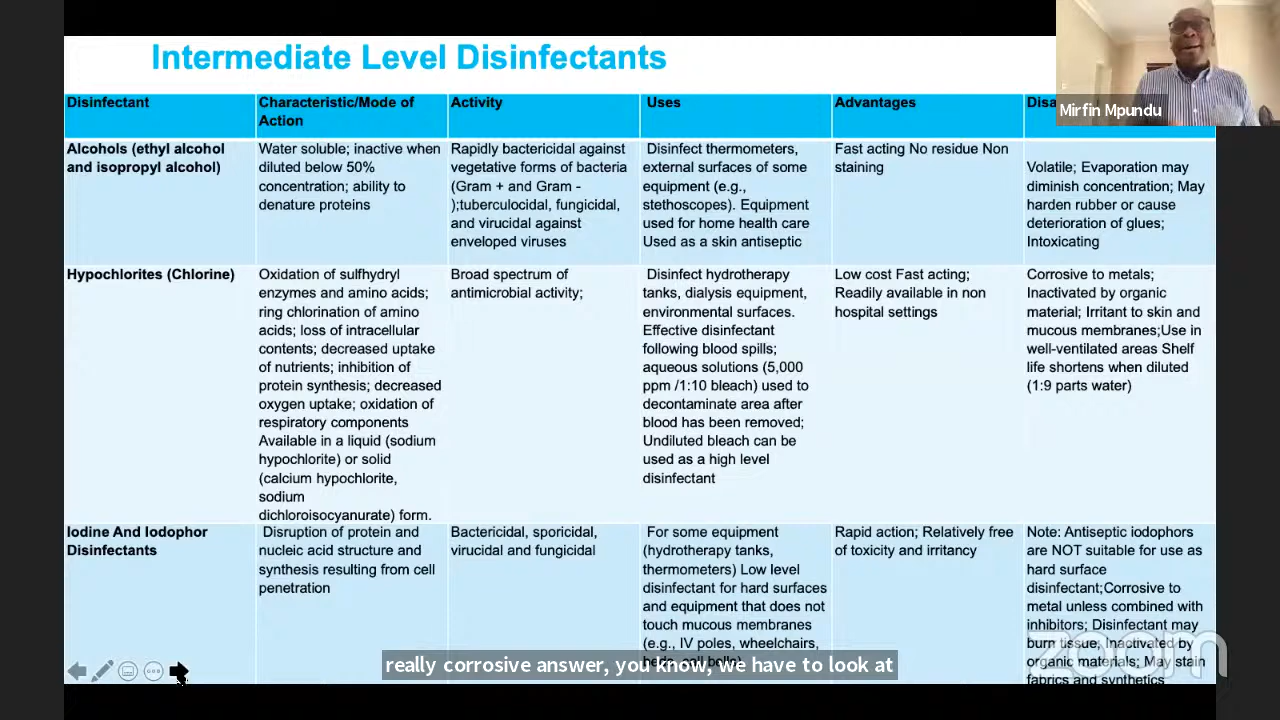 Intermediate Level Disinfectants
Mirfin Mpundu
Disinfectant
Characteristic/Mode of
Action
Activity
Uses
Advantages
Disa
Alcohols (ethyl alcohol
and isopropyl alcohol)
Water soluble; inactive when
diluted below 50%
concentration; ability to
denature proteins
Rapidly bactericidal against
vegetative forms of bacteria
(Gram + and Gram -
);tuberculocidal, fungicidal,
and virucidal against
enveloped viruses
Disinfect thermometers,
external surfaces of some
equipment (e.g.,
stethoscopes). Equipment
used for home health care
Used as a skin antiseptic
Fast acting No residue Non
staining
Volatile; Evaporation may
diminish concentration; May
harden rubber or cause
deterioration of glues;
Intoxicating
Hypochlorites (Chlorine)
Oxidation of sulfhydryl
enzymes and amino acids;
ring chlorination of amino
acids; loss of intracellular
contents; decreased uptake
of nutrients; inhibition of
protein synthesis; decreased
oxygen uptake; oxidation of
respiratory components
Available in a liquid (sodium
hypochlorite) or solid
(calcium hypochlorite,
sodium
dichloroisocyanurate) form.
Broad spectrum of
antimicrobial activity;
Disinfect hydrotherapy
tanks, dialysis equipment,
environmental surfaces.
Effective disinfectant
following blood spills;
aqueous solutions (5,000
ppm /1:10 bleach) used to
decontaminate area after
blood has been removed;
Undiluted bleach can be
used as a high level
disinfectant
Low cost Fast acting;
Readily available in non
hospital settings
Corrosive to metals;
Inactivated by organic
material; Irritant to skin and
mucous membranes;Use in
well-ventilated areas Shelf
life shortens when diluted
(1:9 parts water)
Iodine And Iodophor
Disinfectants
Disruption of protein and
nucleic acid structure and
synthesis resulting from cell
penetration
Bactericidal, sporicidal,
virucidal and fungicidal
For some equipment
(hydrotherapy tanks,
thermometers) Low level
disinfectant for hard surfaces
and equipment that does not
touch mucous membranes
(e.g., IV poles, wheelchairs,
Rapid action; Relatively free
of toxicity and irritancy
Note: Antiseptic iodophors
are NOT suitable for use as
hard surface
disinfectant;Corrosive to
metal unless combined with
inhibitors; Disinfectant may
burn tissue; Inactivated by
organic materials; May stain
fabrics and synthetics
zoom
really corrosive answer, you know, we have to look at